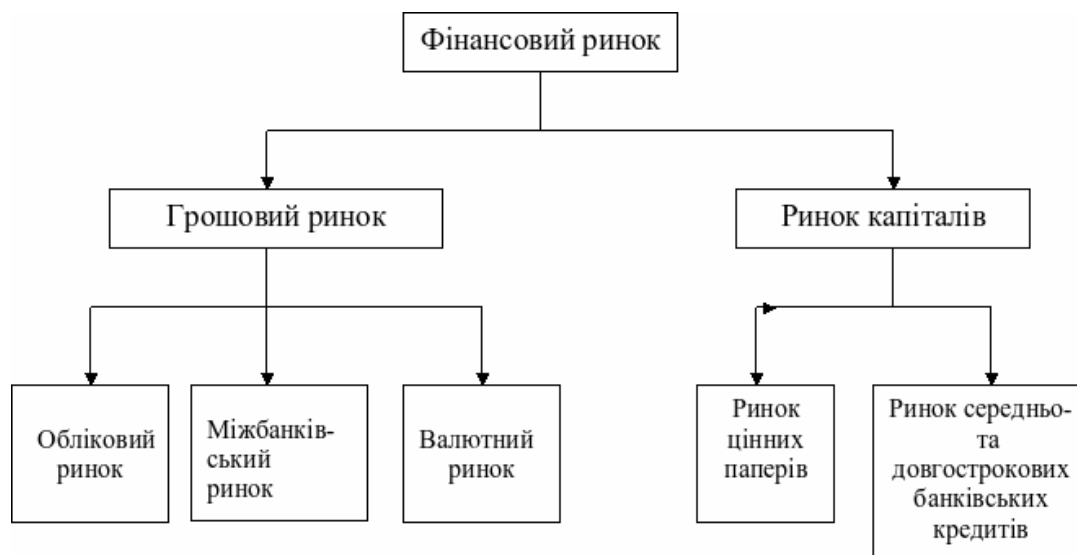 Фінансовий ринок
Грошовий ринок
Ринок капіталів
Обліковий
ринок
Міжбанків-
ський
ринок
Валютний
ринок
Ринок
цінних
паперів
Ринок середньо-
та
довгострокових
банківських
кредитів